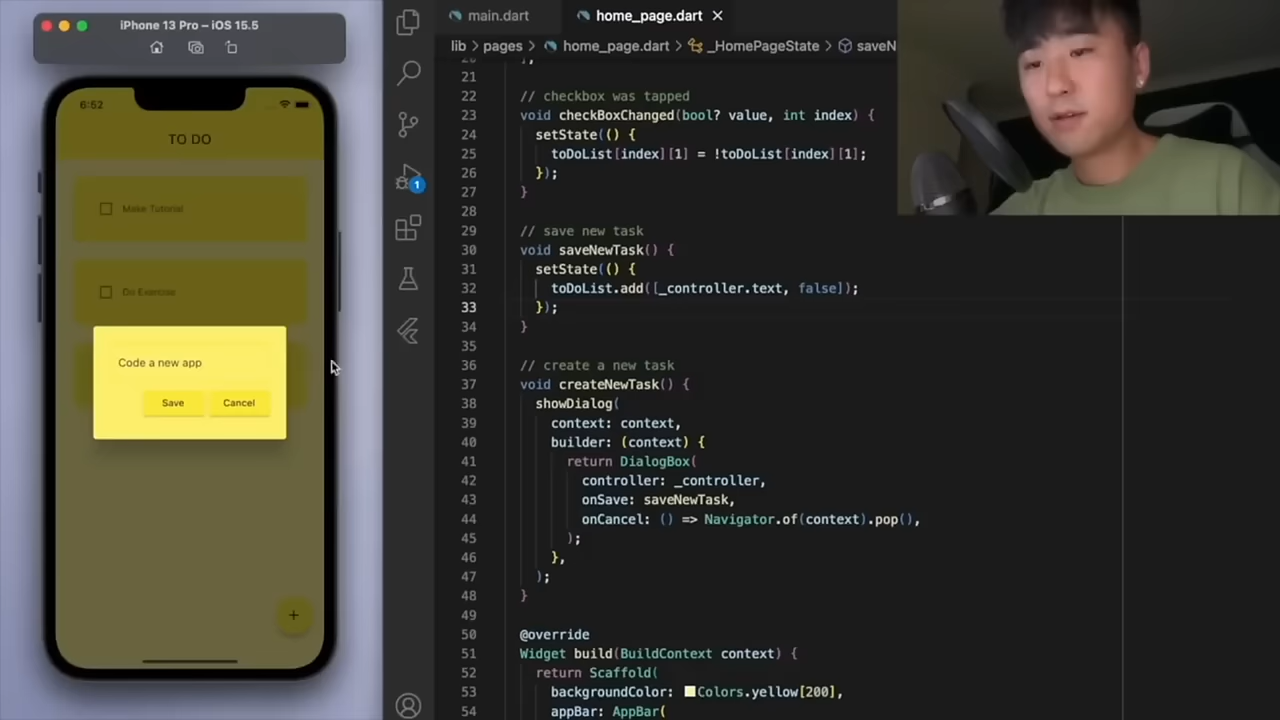 iPhone 13 Pro – iOS 15.5
6:52
TO DO
Make Tutorial
Do Exercise
Code a new app
Save
Cancel
+
1
main.dart
home_page.dart
lib > pages > home_page.dart > _HomePageState > saveN
21
22 // checkbox was tapped
23 void checkBoxChanged(bool? value, int index) {
24 setState(() {
25 toDoList[index][1] = !toDoList[index][1];
26 });
27 }
28
29 // save new task
30 void saveNewTask() {
31 setState(() {
32 toDoList.add([_controller.text, false]);
33 });
34 }
35
36 // create a new task
37 void createNewTask() {
38 showDialog(
39 context: context,
40 builder: (context) {
41 return DialogBox(
42 controller: _controller,
43 onSave: saveNewTask,
44 onCancel: () => Navigator.of(context).pop(),
45 );
46 },
47 );
48 }
49
50 @override
51 Widget build(BuildContext context) {
52 return Scaffold(
53 backgroundColor: Colors.yellow[200],
54 appBar: AppBar(